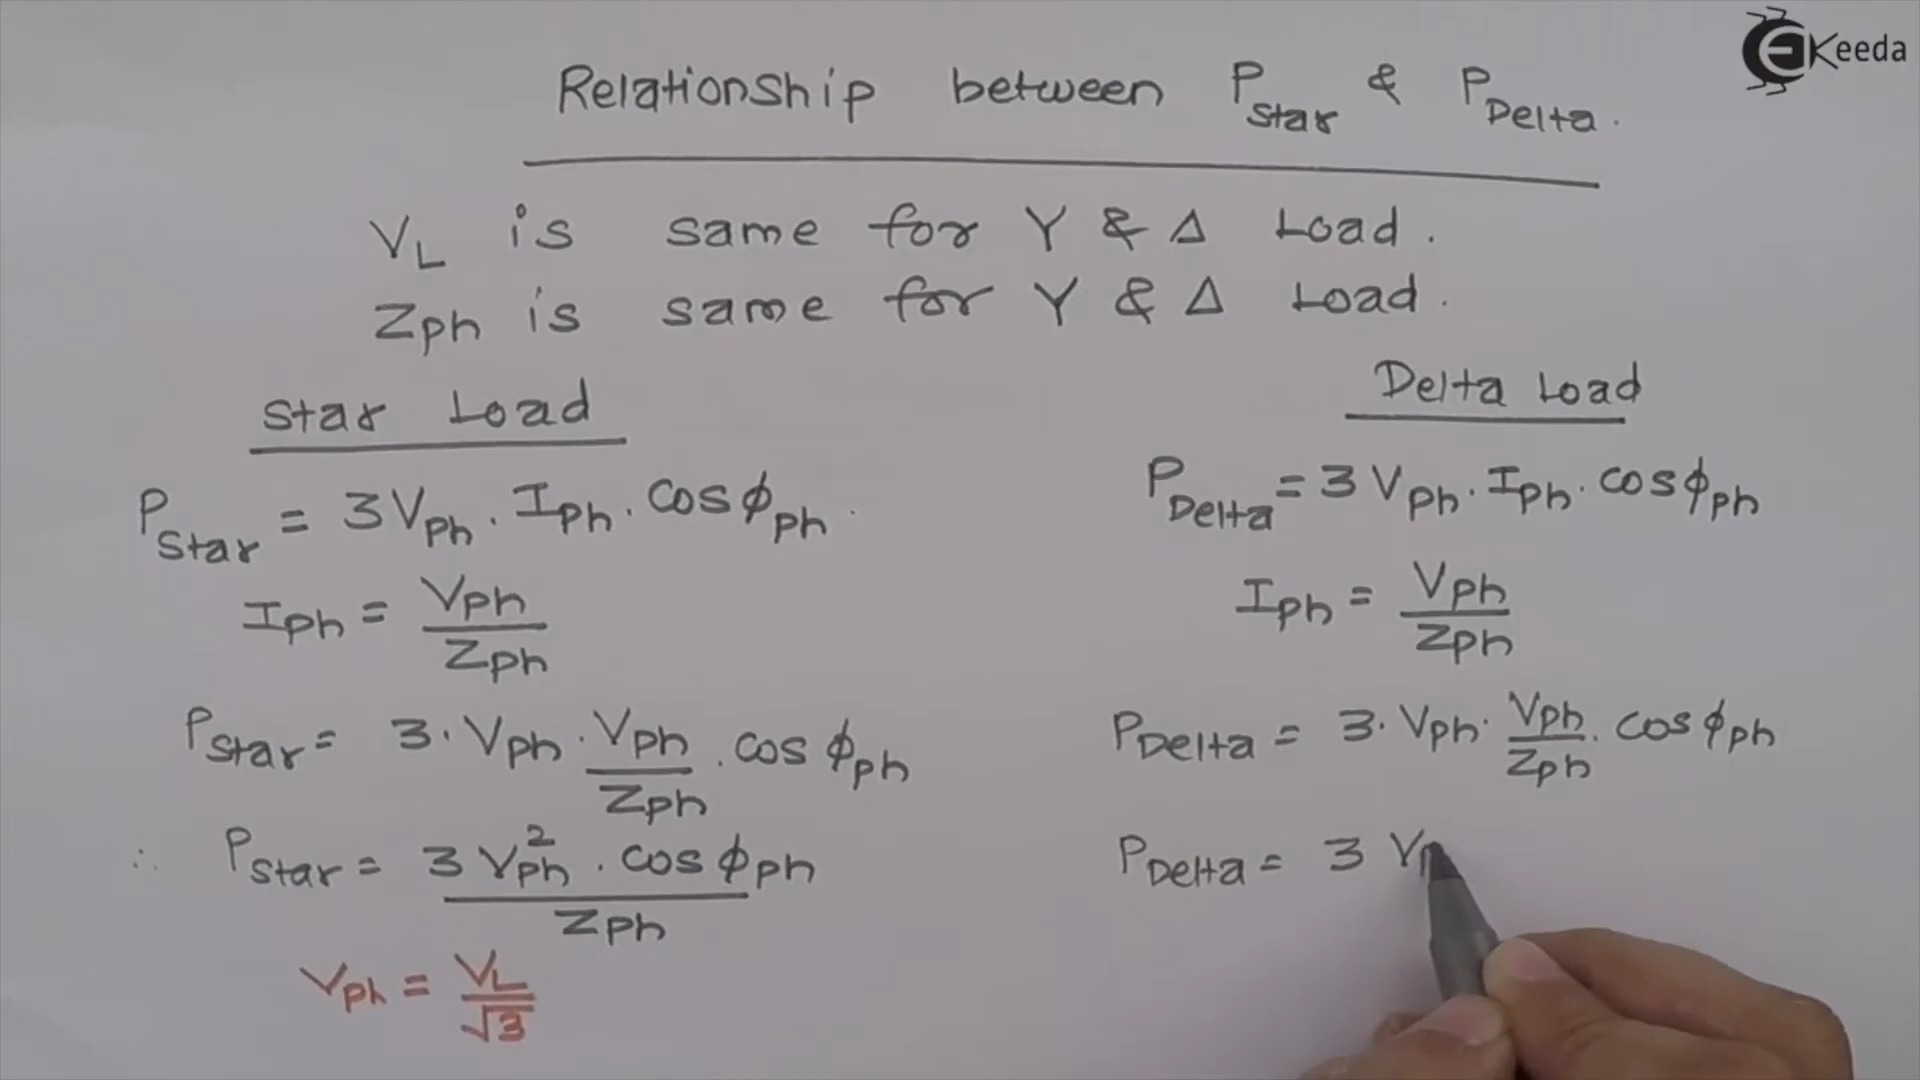 EKeeda
Relationship between P_Star & P_Delta.
V_L is same for Y & Δ Load.
Zph is same for Y & Δ Load.
Star Load
P_Star = 3 V_ph . I_ph . cos ϕ_ph
I_ph = V_ph / Z_ph
P_Star = 3 . V_ph . V_ph / Z_ph . cos ϕ_ph
∴ P_Star = 3 V_ph^2 . cos ϕ_ph / Z_ph
V_ph = V_L / √3
Delta Load
P_Delta = 3 V_ph . I_ph . cos ϕ_ph
I_ph = V_ph / Z_ph
P_Delta = 3 . V_ph . V_ph / Z_ph . cos ϕ_ph
P_Delta = 3 V